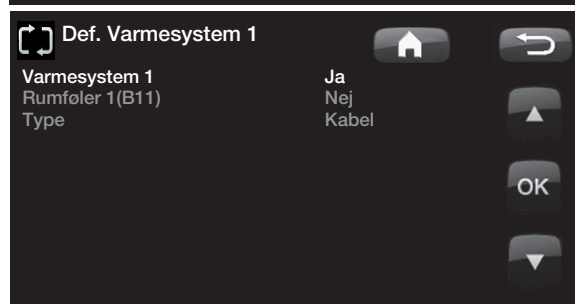 Def. Varmesystem 1
Varmesystem 1 Ja
Rumføler 1(B11) Nej
Type Kabel
OK